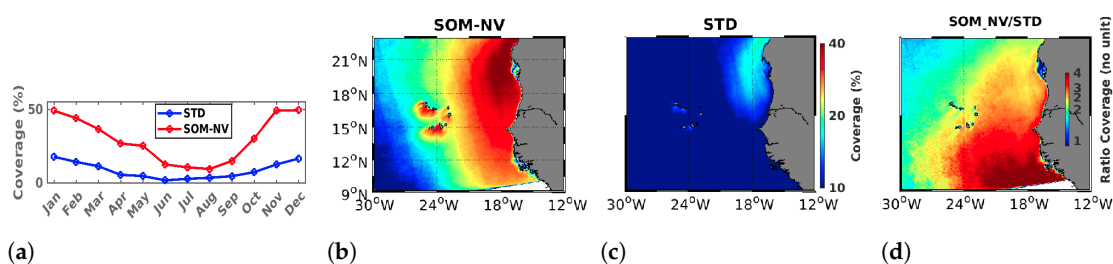 SOM-NV
STD
SOM_NV/STD
Coverage (%)
50
0
STD
SOM-NV
Jan
Feb
Mar
Apr
May
Jun
Jul
Aug
Sep
Oct
Nov
Dec
21°N
18°N
15°N
12°N
9°N
30°W 24°W 18°W 12°W
30°W 24°W 18°W 12°W
40
20
10
Coverage (%)
30°W 24°W 18°W 12°W
4
3
2
1
Ratio Coverage (no unit)
(a) (b) (c) (d)